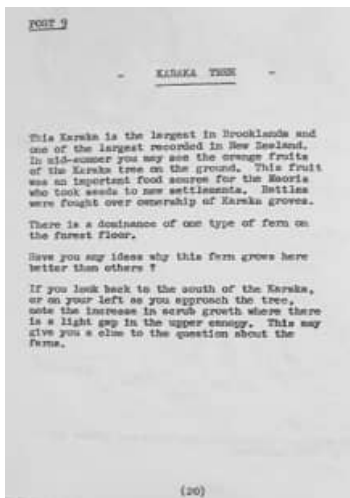 POST 9
- KARAKA TREE -
This Karaka is the largest in Brooklands and
one of the largest recorded in New Zealand.
In mid-summer you may see the orange fruits
of the Karaka tree on the ground. This fruit
was an important food source for the Maoris
who took seeds to new settlements. Battles
were fought over ownership of Karaka groves.
There is a dominance of one type of fern on
the forest floor.
Have you any ideas why this fern grows here
better than others ?
If you look back to the south of the Karaka,
or on your left as you approach the tree,
note the increase in scrub growth where there
is a light gap in the upper canopy. This may
give you a clue to the question about the
ferns.
(20)